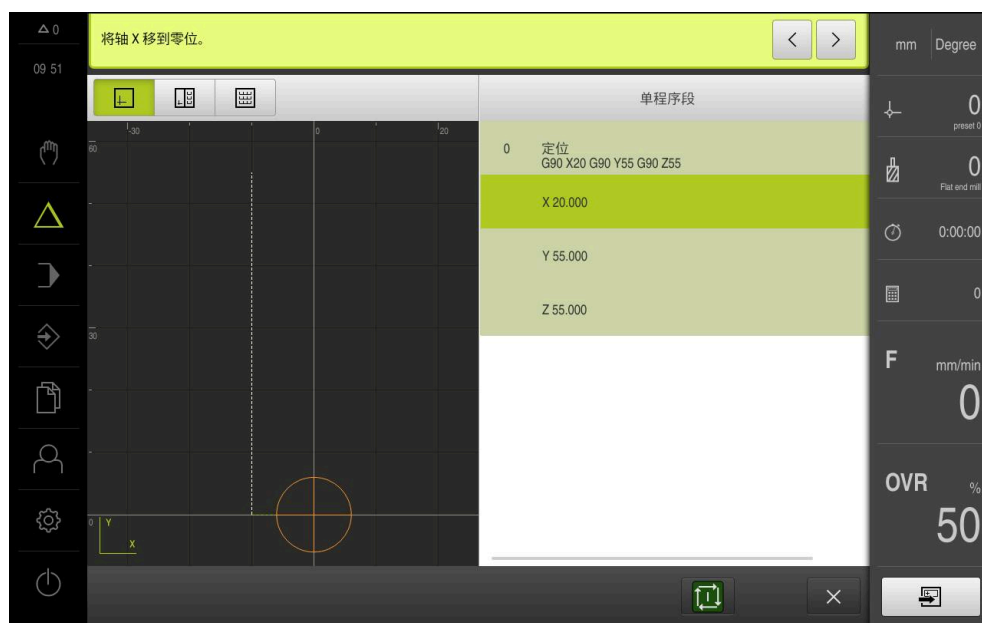 0
09 51
将轴 X 移到零位。
mm
Degree
单程序段
-30
0
20
60
30
0
Y
X
0 定位
G90 X20 G90 Y55 G90 Z55
X 20.000
Y 55.000
Z 55.000
0
preset 0
0
Flat end mill
0:00:00
0
F
mm/min
0
OVR
%
50